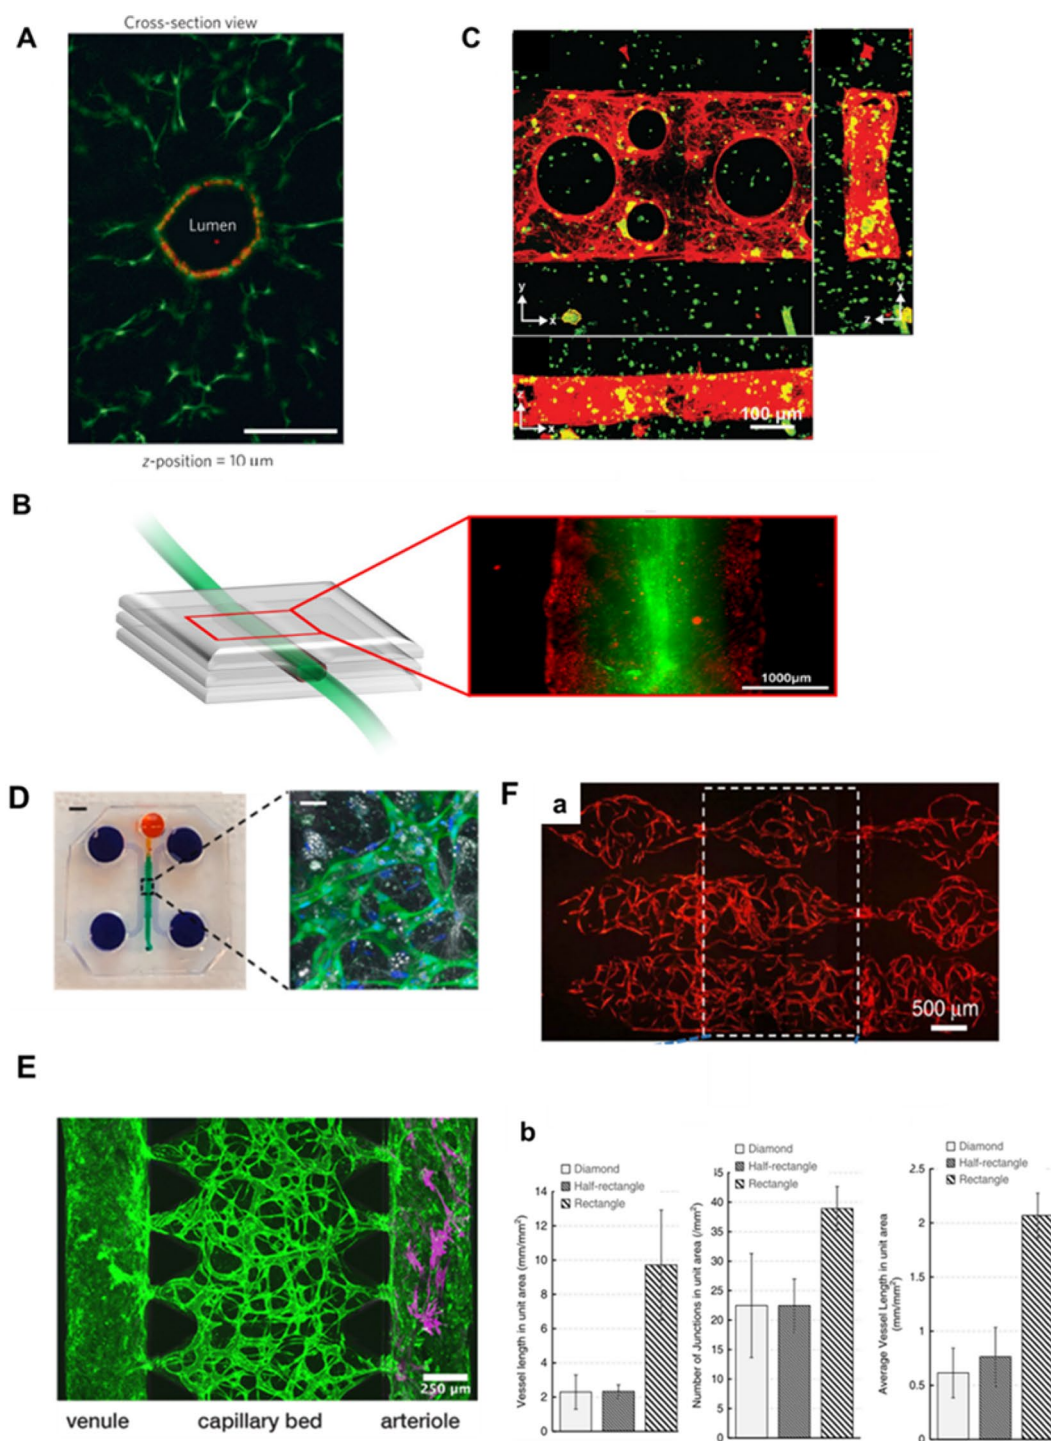 A
Cross-section view
Lumen
z-position = 10 µm
C
y
x
y
z
z
x
100 µm
B
1000µm
D
F
a
500 µm
E
250 µm
venule
capillary bed
arteriole
b
Diamond
Half-rectangle
Rectangle
Vessel length in unit area (mm/mm²)
14
12
10
8
6
4
2
0
Diamond
Half-rectangle
Rectangle
Number of Junctions in unit area (/mm²)
45
40
35
30
25
20
15
10
5
0
Diamond
Half-rectangle
Rectangle
Average Vessel Length in unit area
(mm/mm²)
2.5
2
1.5
1
0.5
0